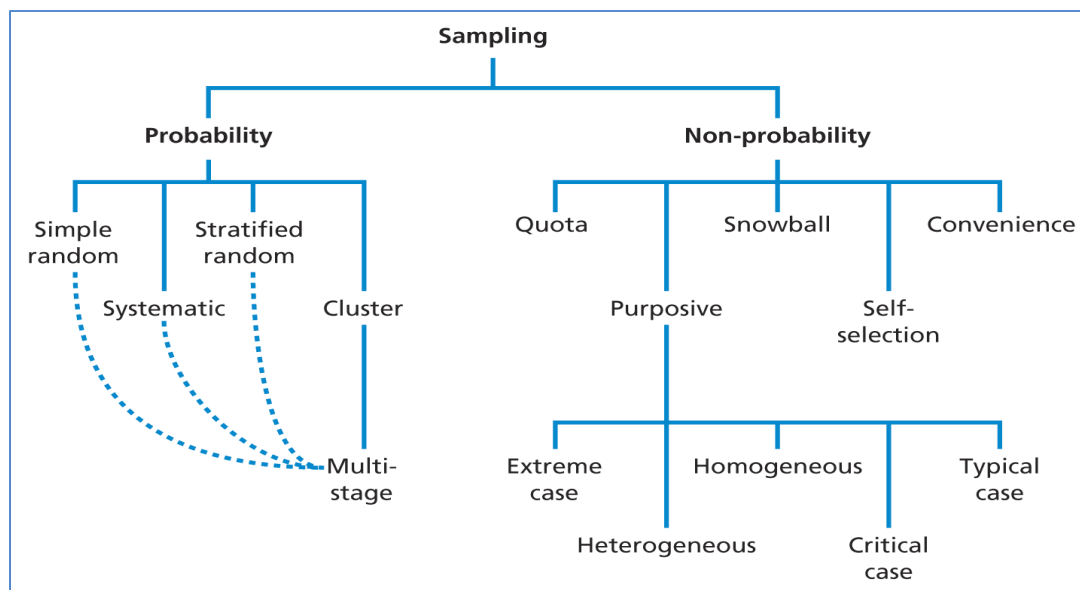 Sampling
Probability
Non-probability
Simple
random
Systematic
Stratified
random
Cluster
Multi-
stage
Quota
Purposive
Snowball
Self-
selection
Convenience
Extreme
case
Heterogeneous
Homogeneous
Critical
case
Typical
case